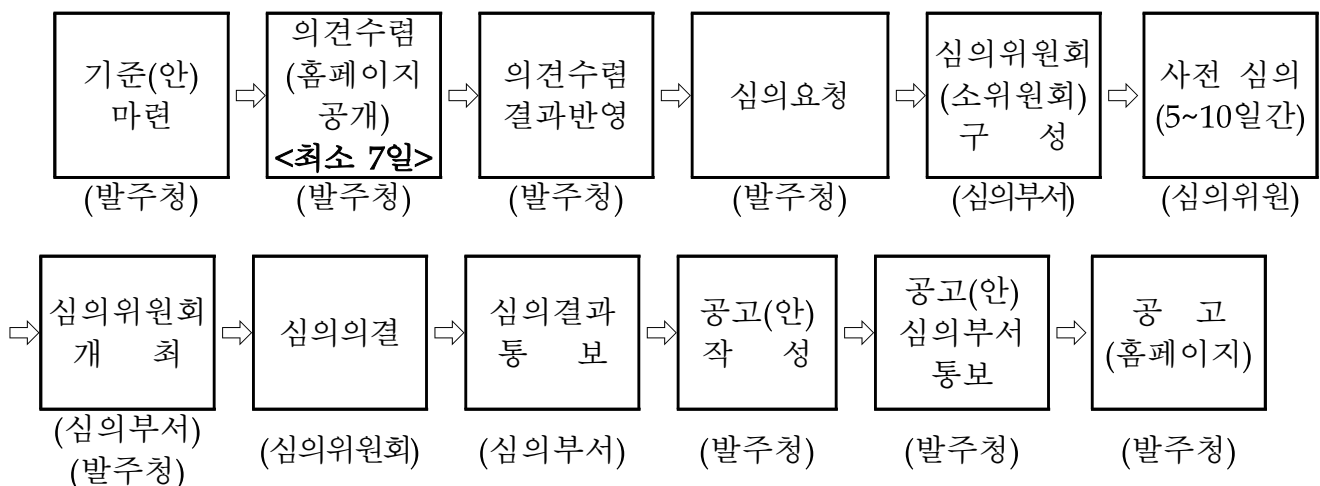 기준(안)
마련
(발주청)
의견수렴
(홈페이지
공개)
<최소 7일>
(발주청)
의견수렴
결과반영
(발주청)
심의요청
(발주청)
심의위원회
(소위원회)
구 성
(심의부서)
사전 심의
(5~10일간)
(심의위원)
심의위원회
개 최
(심의부서)
(발주청)
심의의결
(심의위원회)
심의결과
통 보
(심의부서)
공고(안)
작 성
(발주청)
공고(안)
심의부서
통보
(발주청)
공 고
(홈페이지)
(발주청)